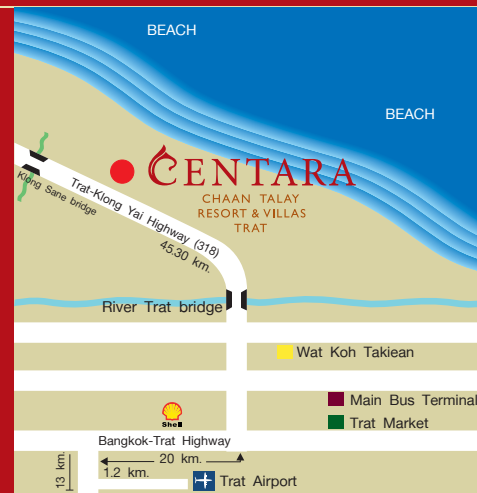 BEACH
BEACH
CENTARA
CHAAN TALAY
RESORT & VILLAS
TRAT
Klong Sane bridge
Trat-Klong Yai Highway (318)
45.30 km.
River Trat bridge
Wat Koh Takiean
Main Bus Terminal
Trat Market
Shell
Bangkok-Trat Highway
20 km.
1.2 km.
13 km.
Trat Airport